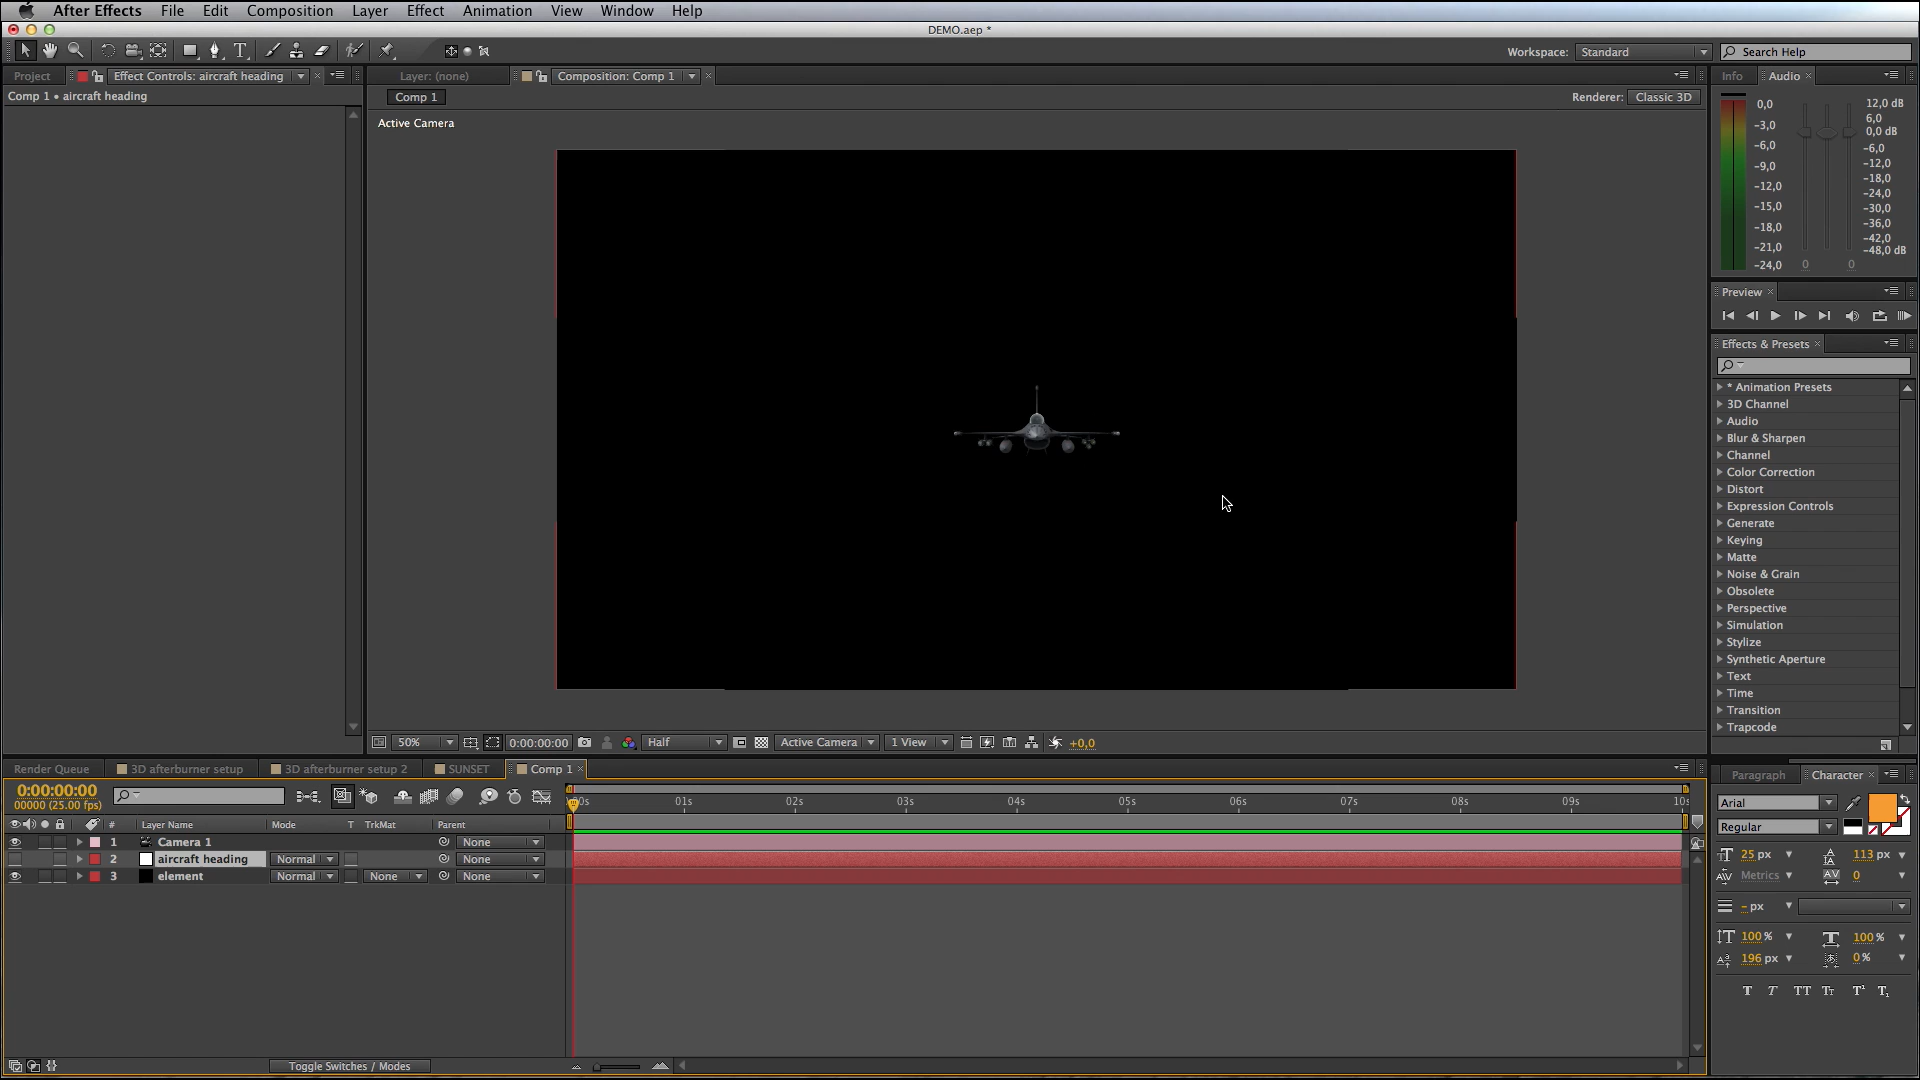 After Effects File Edit Composition Layer Effect Animation View Window Help
DEMO.aep *
Workspace: Standard
Search Help
Project Effect Controls: aircraft heading
Layer: (none) Composition: Comp 1
Info Audio
Comp 1 • aircraft heading
Comp 1
Renderer: Classic 3D
Active Camera
0,0 12,0 dB
-3,0 6,0
-6,0 0,0 dB
-9,0 -6,0
-12,0 -12,0
-15,0 -18,0
-18,0 -24,0
-21,0 -30,0
-24,0 -36,0
-42,0
-48,0 dB
0 0
Preview
Effects & Presets
* Animation Presets
3D Channel
Audio
Blur & Sharpen
Channel
Color Correction
Distort
Expression Controls
Generate
Keying
Matte
Noise & Grain
Obsolete
Perspective
Simulation
Stylize
Synthetic Aperture
Text
Time
Transition
Trapcode
50% 0:00:00:00 Half Active Camera 1 View +0,0
Render Queue 3D afterburner setup 3D afterburner setup 2 SUNSET Comp 1
0:00:00:00
00000 (25.00 fps)
00s 01s 02s 03s 04s 05s 06s 07s 08s 09s 10s
# Layer Name Mode T TrkMat Parent
1 Camera 1 None
2 aircraft heading Normal None
3 element Normal None None
Toggle Switches / Modes
Paragraph Character
Arial
Regular
25 px 113 px
Metrics 0
- px
100 % 100 %
196 px 0 %
T T TT Tt T¹ T₁